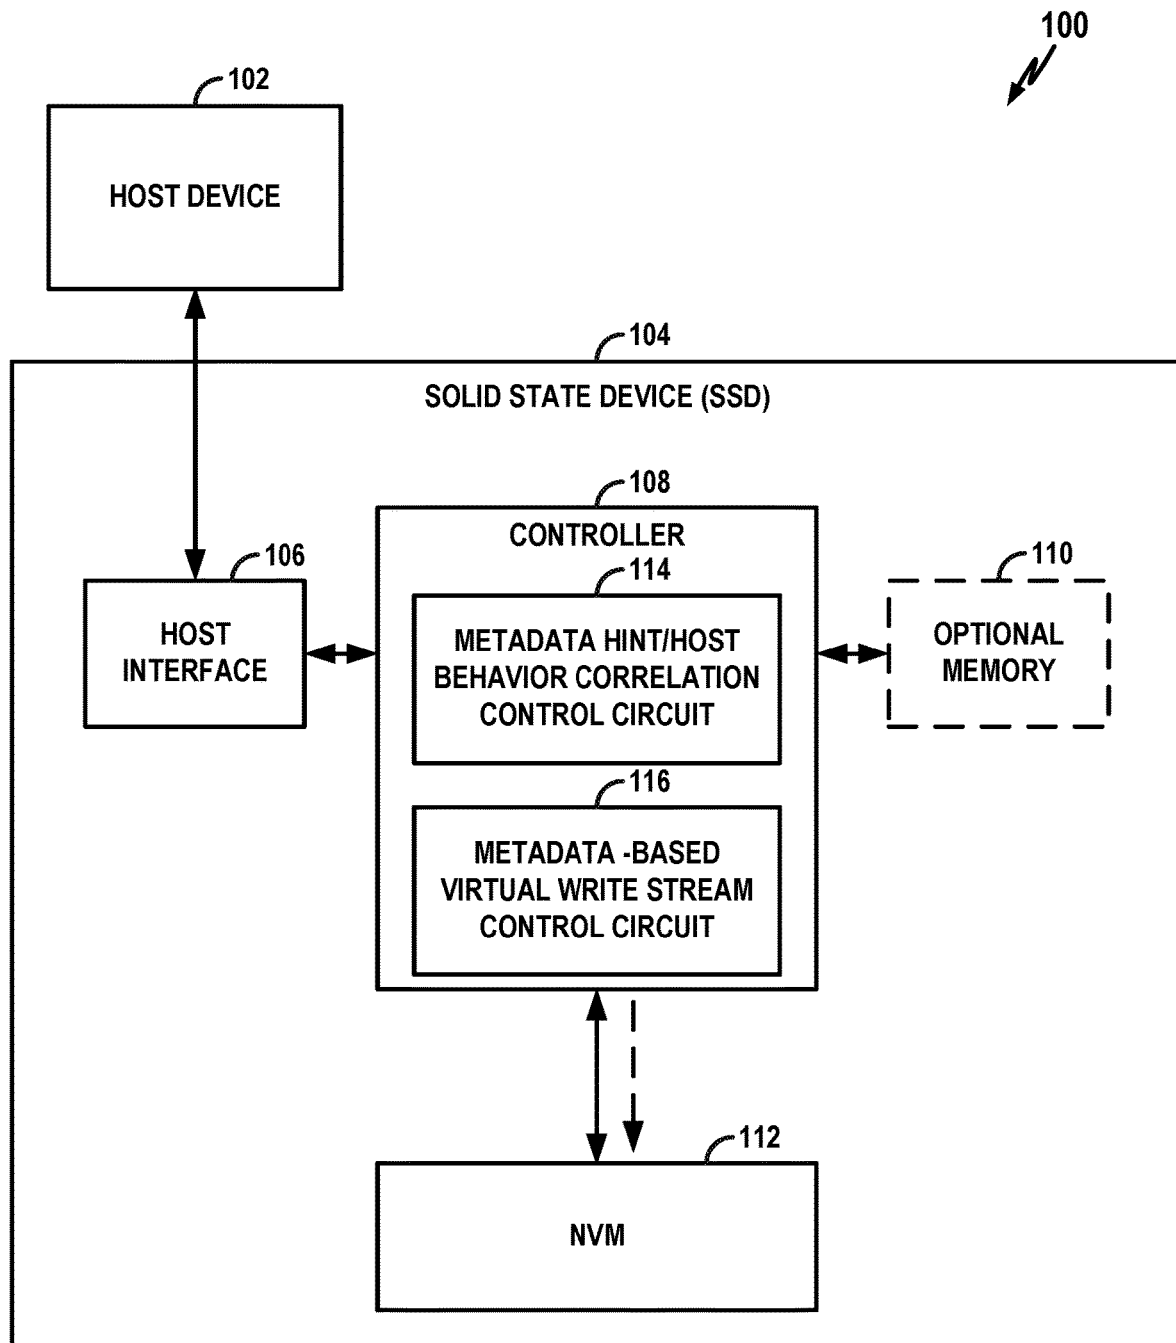 100
102
HOST DEVICE
104
SOLID STATE DEVICE (SSD)
108
CONTROLLER
106
HOST
INTERFACE
114
METADATA HINT/HOST
BEHAVIOR CORRELATION
CONTROL CIRCUIT
110
OPTIONAL
MEMORY
116
METADATA -BASED
VIRTUAL WRITE STREAM
CONTROL CIRCUIT
112
NVM